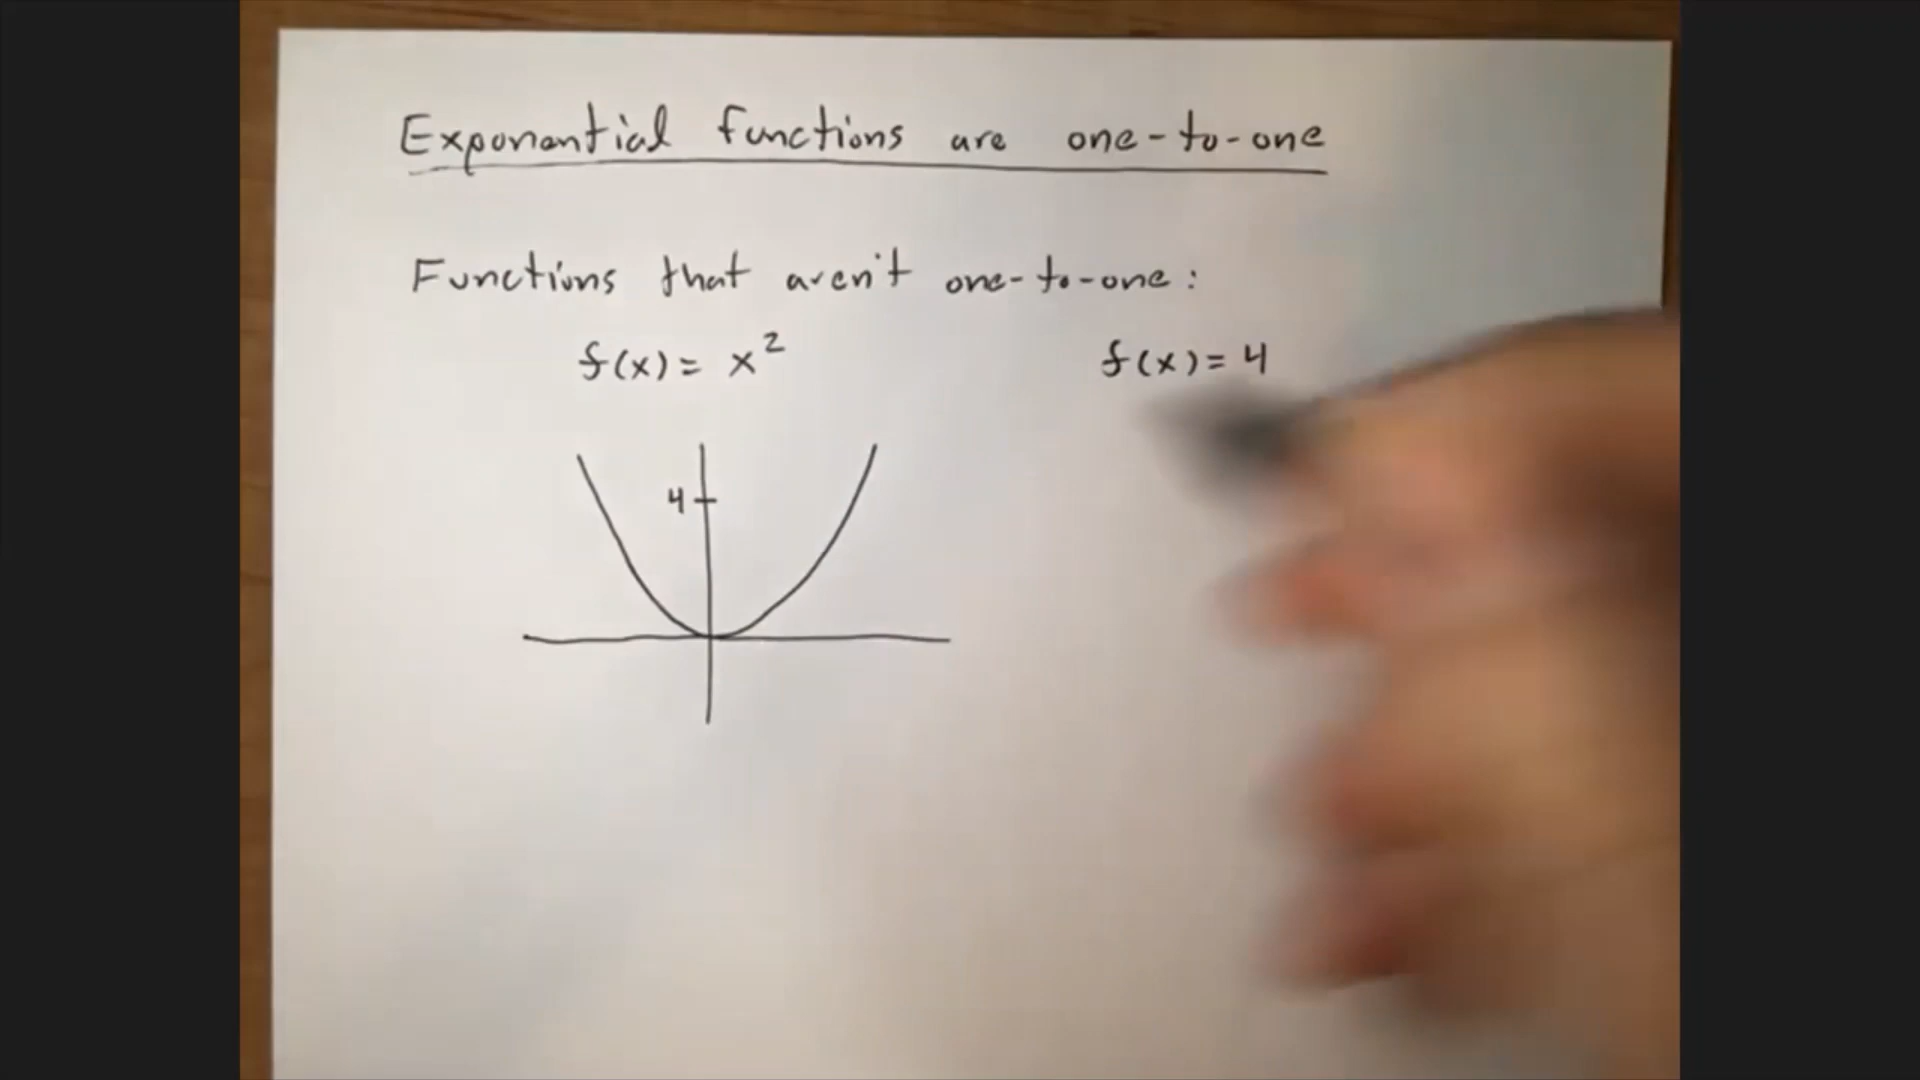 Exponential functions are one-to-one
Functions that aren't one-to-one:
f(x) = x²
f(x) = 4
4